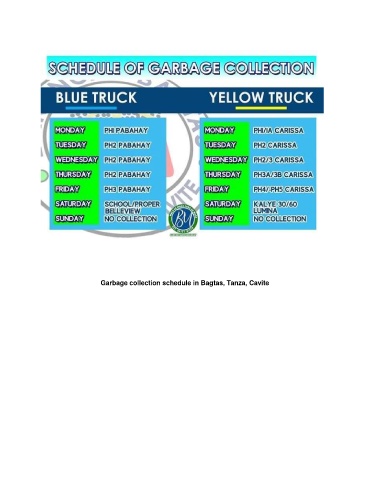 SCHEDULE OF GARBAGE COLLECTION
BLUE TRUCK
MONDAY PH1 PABAHAY
TUESDAY PH2 PABAHAY
WEDNESDAY PH2 PABAHAY
THURSDAY PH2 PABAHAY
FRIDAY PH3 PABAHAY
SATURDAY SCHOOL/PROPER
BELLEVIEW
SUNDAY NO COLLECTION
YELLOW TRUCK
MONDAY PH1/1A CARISSA
TUESDAY PH2 CARISSA
WEDNESDAY PH2/3 CARISSA
THURSDAY PH3A/3B CARISSA
FRIDAY PH4/-PH5 CARISSA
SATURDAY KALYE-30/60
LUMINA
SUNDAY NO COLLECTION
Garbage collection schedule in Bagtas, Tanza, Cavite